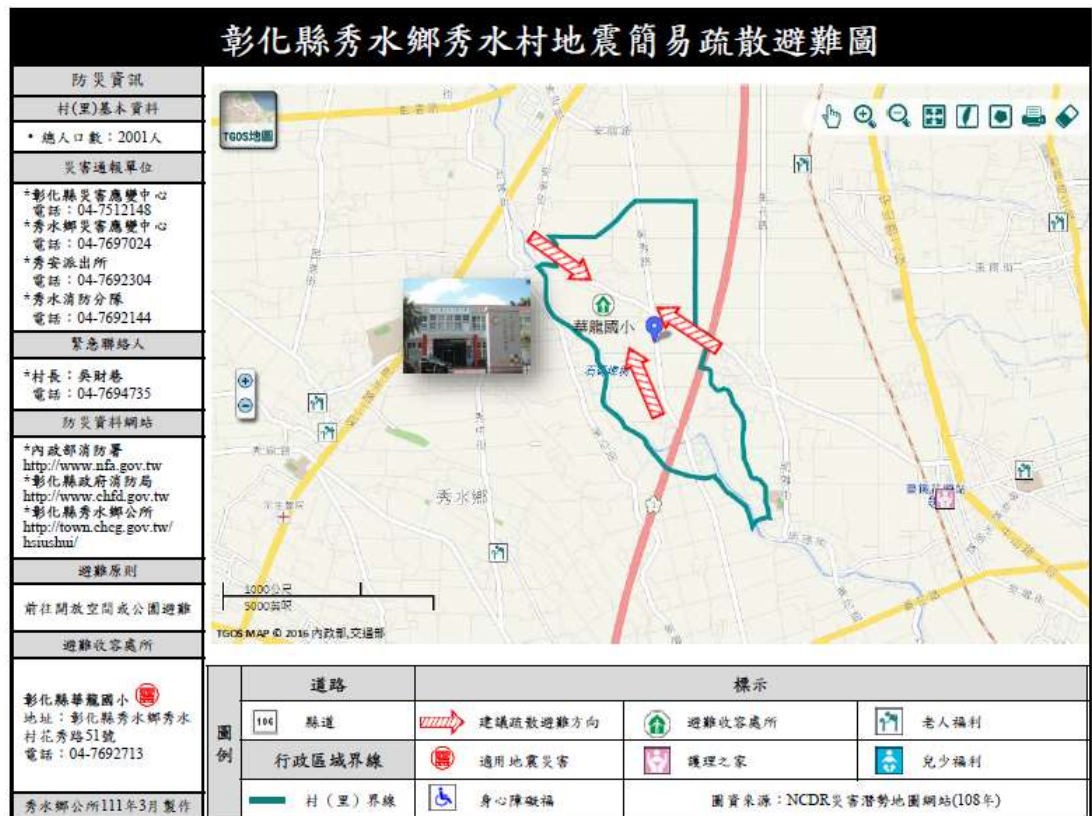 彰化縣秀水鄉秀水村地震簡易疏散避難圖
防災資訊
村(里)基本資料
• 總人口數：2001人
災害通報單位
*彰化縣災害應變中心
電話：04-7512148
*秀水鄉災害應變中心
電話：04-7697024
*秀安派出所
電話：04-7692304
*秀水消防分隊
電話：04-7692144
緊急聯絡人
*村長：吳財巷
電話：04-7694735
防災資料網站
*內政部消防署
http://www.nfa.gov.tw
*彰化縣政府消防局
http://www.chfd.gov.tw
*彰化縣秀水鄉公所
http://town.chcg.gov.tw/
hsiushui/
避難原則
前往開放空間或公園避難
避難收容處所
彰化縣華龍國小 震
地址：彰化縣秀水鄉秀水
村花秀路51號
電話：04-7692713
秀水鄉公所111年3月製作
TGOS地圖
華龍國小
秀水鄉
1000公尺
5000英呎
TGOS MAP © 2016 內政部,交通部
圖例
道路
標示
106
縣道
建議疏散避難方向
避難收容處所
老人福利
行政區域界線
震
適用地震災害
護理之家
兒少福利
村（里）界線
身心障礙福
圖資來源：NCDR災害潛勢地圖網站(108年)